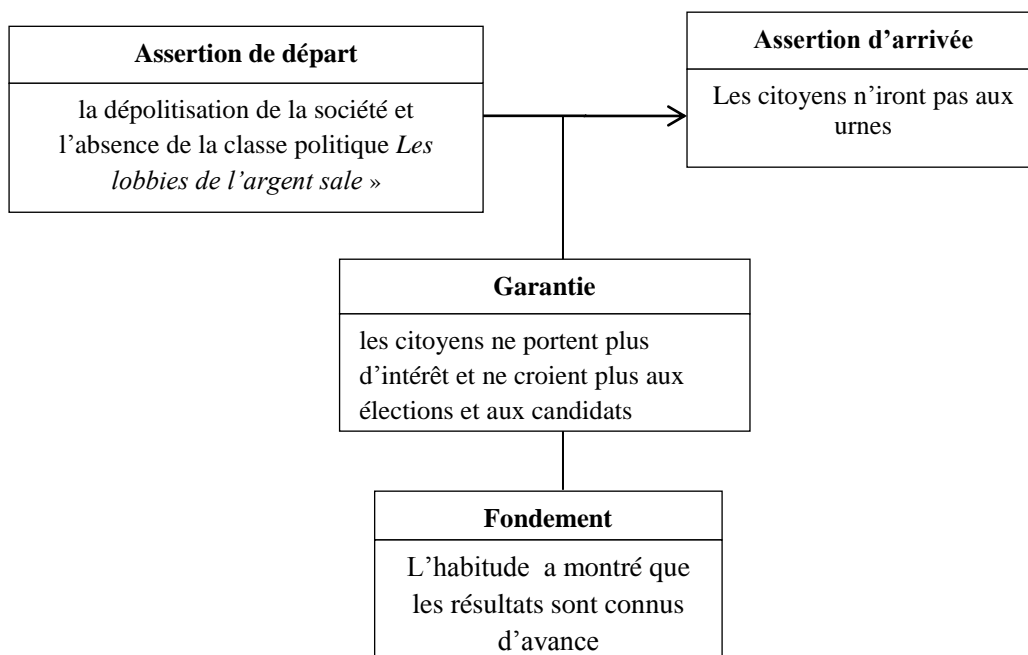 Assertion de départ
la dépolitisation de la société et
l’absence de la classe politique Les
lobbies de l’argent sale »
Assertion d’arrivée
Les citoyens n’iront pas aux
urnes
Garantie
les citoyens ne portent plus
d’intérêt et ne croient plus aux
élections et aux candidats
Fondement
L’habitude a montré que
les résultats sont connus
d’avance